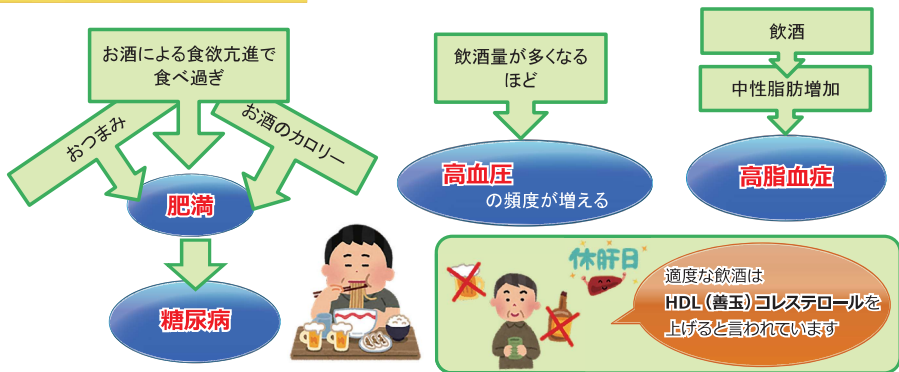 お酒による食欲亢進で
食べ過ぎ
おつまみ
お酒のカロリー
肥満
糖尿病
飲酒量が多くなる
ほど
高血圧
の頻度が増える
飲酒
中性脂肪増加
高脂血症
休肝日
適度な飲酒は
HDL（善玉）コレステロールを
上げると言われています